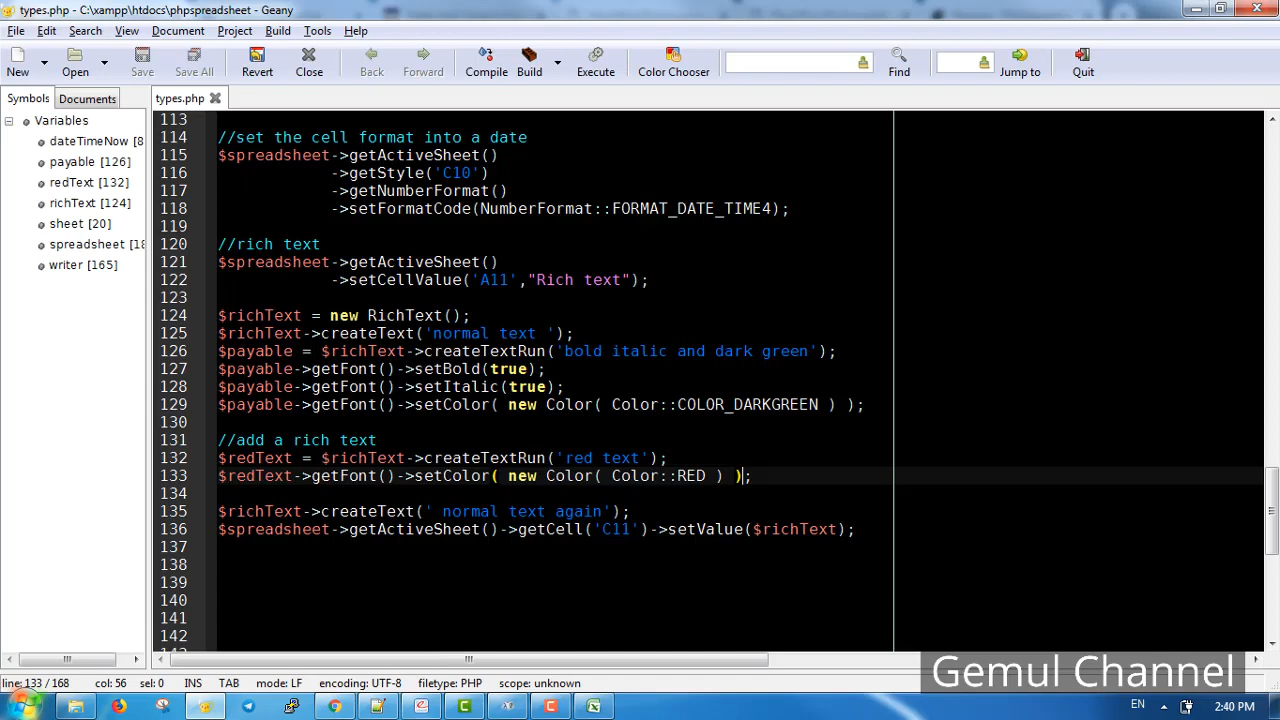 types.php - C:\xampp\htdocs\phpspreadsheet - Geany
File Edit Search View Document Project Build Tools Help
New Open Save Save All Revert Close Back Forward Compile Build Execute Color Chooser Find Jump to Quit
Symbols Documents types.php
Variables
dateTimeNow [8
payable [126]
redText [132]
richText [124]
sheet [20]
spreadsheet [18
writer [165]
113
114 //set the cell format into a date
115 $spreadsheet->getActiveSheet()
116 ->getStyle('C10')
117 ->getNumberFormat()
118 ->setFormatCode(NumberFormat::FORMAT_DATE_TIME4);
119
120 //rich text
121 $spreadsheet->getActiveSheet()
122 ->setCellValue('A11',"Rich text");
123
124 $richText = new RichText();
125 $richText->createText('normal text ');
126 $payable = $richText->createTextRun('bold italic and dark green');
127 $payable->getFont()->setBold(true);
128 $payable->getFont()->setItalic(true);
129 $payable->getFont()->setColor( new Color( Color::COLOR_DARKGREEN ) );
130
131 //add a rich text
132 $redText = $richText->createTextRun('red text');
133 $redText->getFont()->setColor( new Color( Color::RED ) );
134
135 $richText->createText(' normal text again');
136 $spreadsheet->getActiveSheet()->getCell('C11')->setValue($richText);
137
138
139
140
141
142
Gemul Channel
line: 133 / 168 col: 56 sel: 0 INS TAB mode: LF encoding: UTF-8 filetype: PHP scope: unknown
EN 2:40 PM